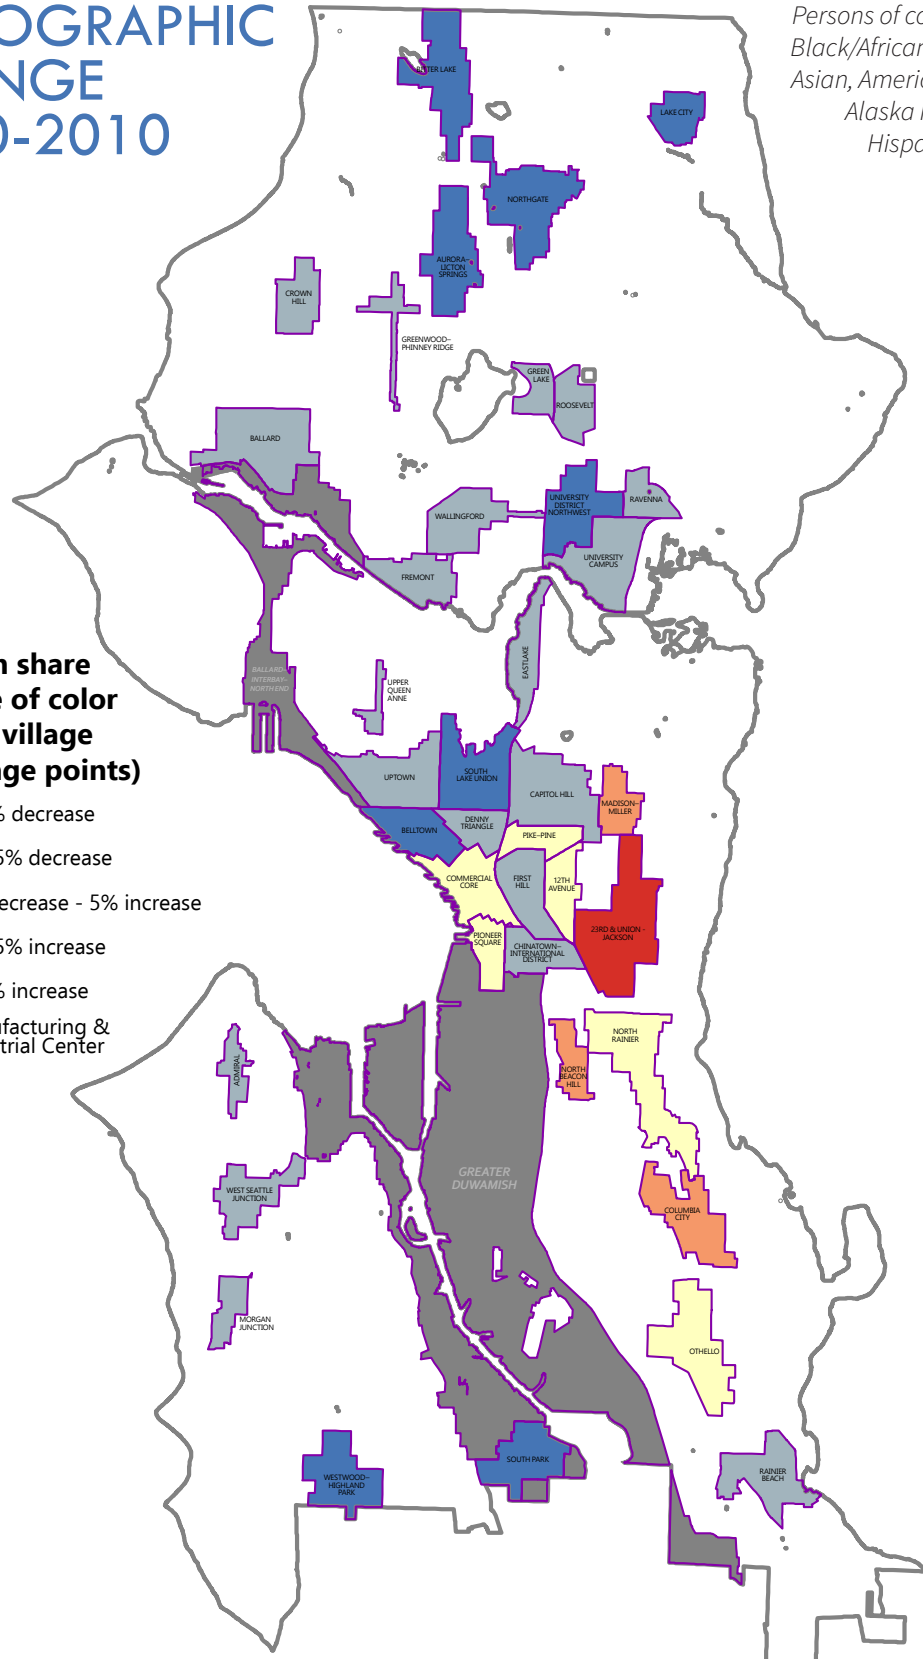 OGRAPHIC
NGE
0-2010
Persons of co
Black/African
Asian, Americ
Alaska
Hispa
BITTER LAKE
LAKE CITY
NORTHGATE
AURORA–
LICTON
SPRINGS
CROWN
HILL
GREENWOOD–
PHINNEY RIDGE
GREEN
LAKE
ROOSEVELT
BALLARD
UNIVERSITY
DISTRICT
NORTHWEST
RAVENNA
WALLINGFORD
UNIVERSITY
CAMPUS
FREMONT
EASTLAKE
n share
e of color
village
age points)
% decrease
5% decrease
ecrease - 5% increase
5% increase
% increase
ufacturing &
strial Center
BALLARD–
INTERBAY–
NORTHEND
UPPER
QUEEN
ANNE
UPTOWN
SOUTH
LAKE UNION
CAPITOL HILL
MADISON–
MILLER
BELLTOWN
DENNY
TRIANGLE
PIKE–PINE
COMMERCIAL
CORE
FIRST
HILL
12TH
AVENUE
23RD & UNION -
JACKSON
PIONEER
SQUARE
CHINATOWN–
INTERNATIONAL
DISTRICT
NORTH
RAINIER
ADMIRAL
NORTH
BEACON
HILL
GREATER
DUWAMISH
WEST SEATTLE
JUNCTION
COLUMBIA
CITY
MORGAN
JUNCTION
OTHELLO
SOUTH PARK
WESTWOOD–
HIGHLAND
PARK
RAINIER
BEACH